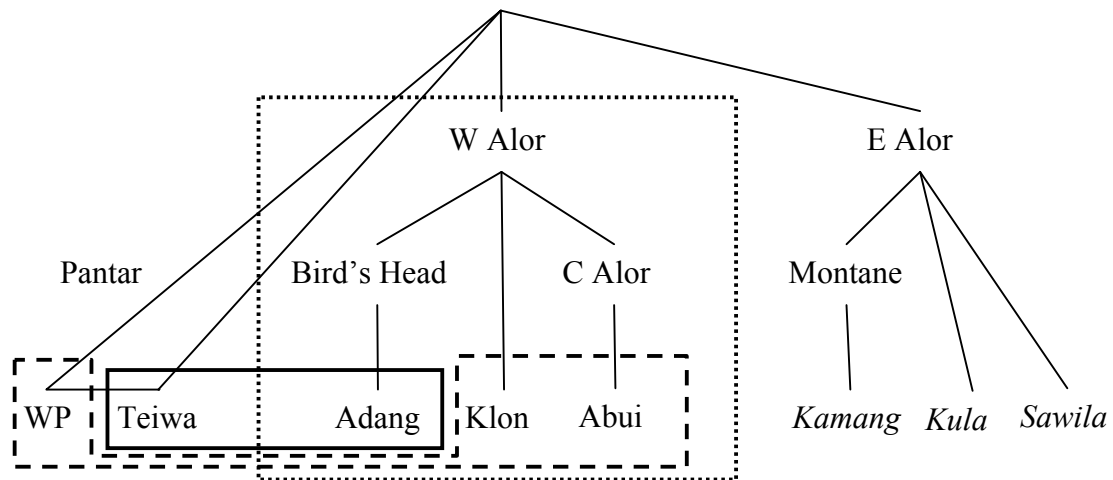 W Alor E Alor
Pantar Bird’s Head C Alor Montane
WP Teiwa Adang Klon Abui Kamang Kula Sawila